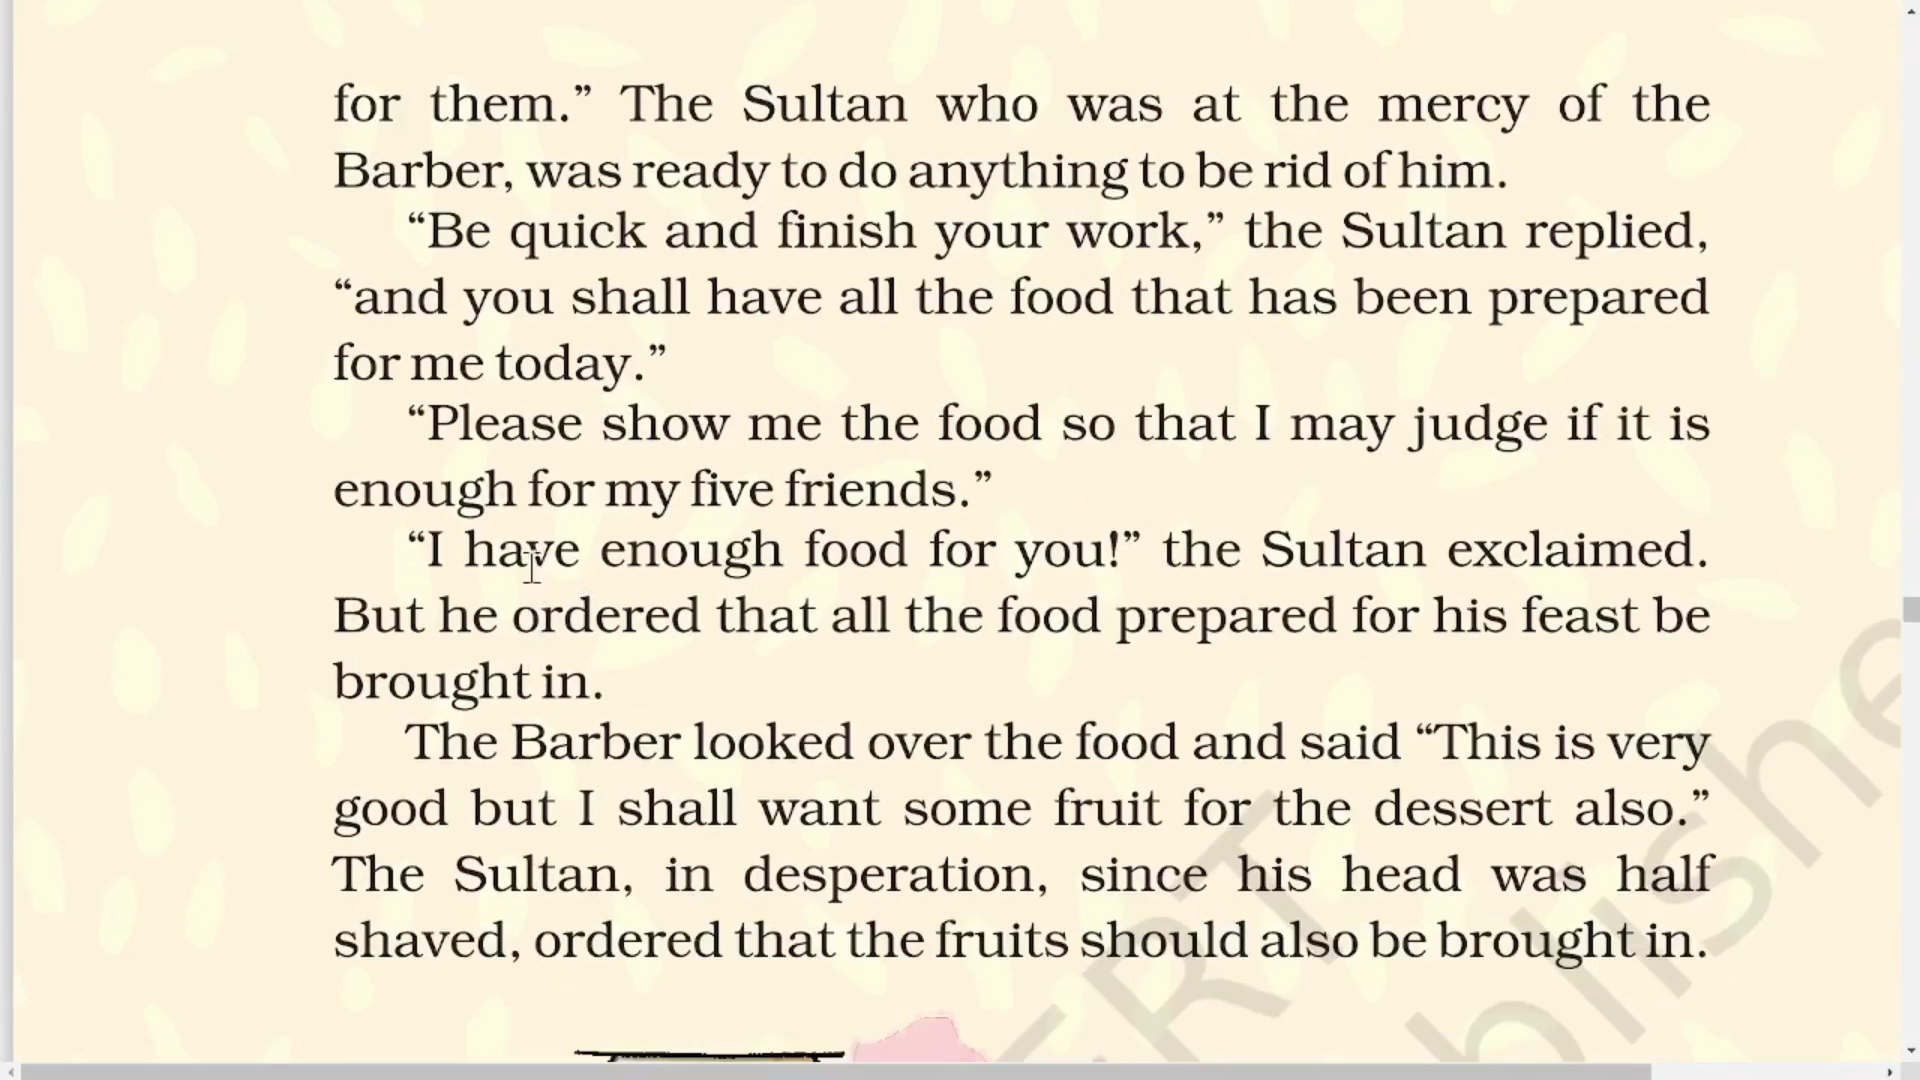 for them.” The Sultan who was at the mercy of the
Barber, was ready to do anything to be rid of him.
“Be quick and finish your work,” the Sultan replied,
“and you shall have all the food that has been prepared
for me today.”
“Please show me the food so that I may judge if it is
enough for my five friends.”
“I have enough food for you!” the Sultan exclaimed.
But he ordered that all the food prepared for his feast be
brought in.
The Barber looked over the food and said “This is very
good but I shall want some fruit for the dessert also.”
The Sultan, in desperation, since his head was half
shaved, ordered that the fruits should also be brought in.